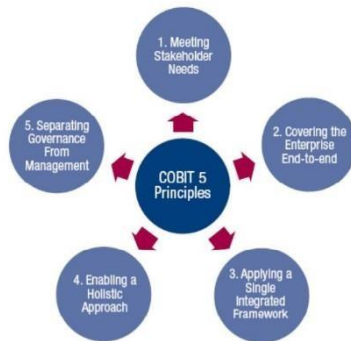 1. Meeting
Stakeholder
Needs
5. Separating
Governance
From
Management
2. Covering the
Enterprise
End-to-end
COBIT 5
Principles
4. Enabling a
Holistic
Approach
3. Applying a
Single
Integrated
Framework